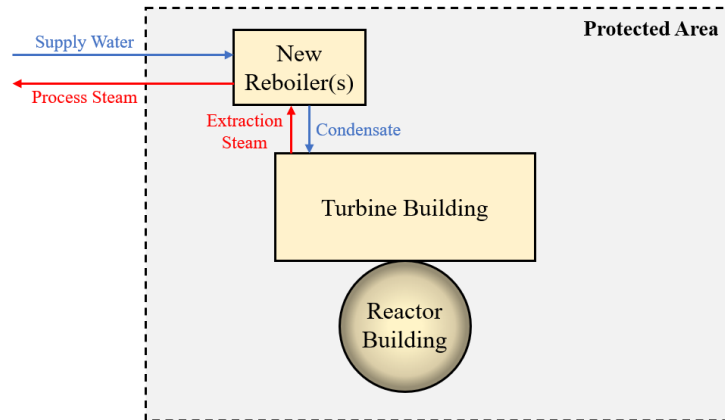 Protected Area
Supply Water
New
Reboiler(s)
Process Steam
Extraction
Steam
Condensate
Turbine Building
Reactor
Building